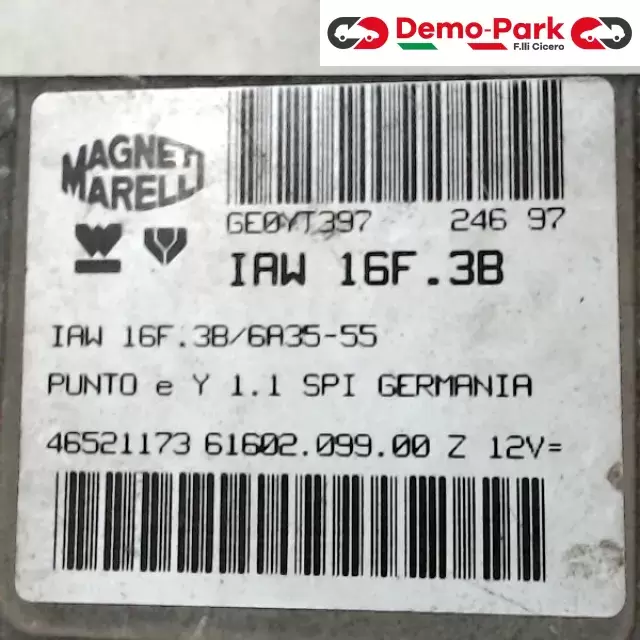 Demo-Park
F.lli Cicero
MAGNETI
MARELLI
GE0YT397 246 97
IAW 16F.3B
IAW 16F.3B/6A35-55
PUNTO e Y 1.1 SPI GERMANIA
46521173 61602.099.00 Z 12V=